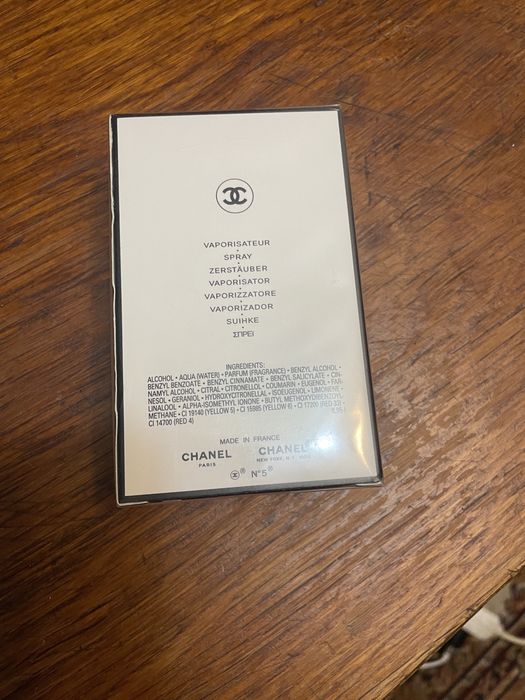 VAPORISATEUR
SPRAY
ZERSTÄUBER
VAPORISATOR
VAPORIZZATORE
VAPORIZADOR
SUIHKE
ΣΠΡΕΪ
INGREDIENTS:
ALCOHOL • AQUA (WATER) • PARFUM (FRAGRANCE) • BENZYL ALCOHOL •
BENZYL BENZOATE • BENZYL CINNAMATE • BENZYL SALICYLATE • CIN-
NAMYL ALCOHOL • CITRAL • CITRONELLOL • COUMARIN • EUGENOL • FAR-
NESOL • GERANIOL • HYDROXYCITRONELLAL • ISOEUGENOL • LIMONENE •
LINALOOL • ALPHA-ISOMETHYL IONONE • BUTYL METHOXYDIBENZOYL-
METHANE • CI 19140 (YELLOW 5) • CI 15985 (YELLOW 6) • CI 17200 (RED 33) •
CI 14700 (RED 4)
MADE IN FRANCE
CHANEL CHANEL
PARIS NEW YORK, N.Y.
® N°5®